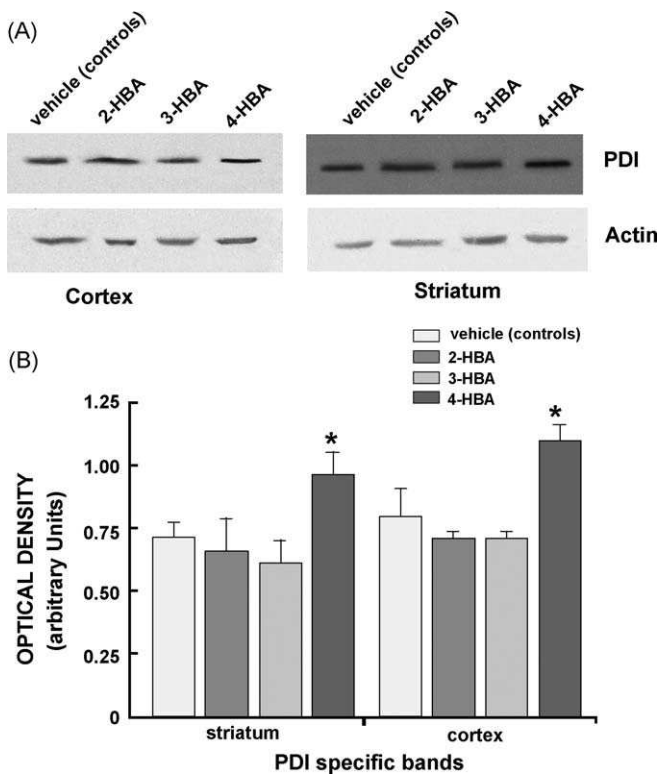 (A)
vehicle (controls) 2-HBA 3-HBA 4-HBA vehicle (controls) 2-HBA 3-HBA 4-HBA
PDI
Actin
Cortex Striatum
(B)
vehicle (controls)
2-HBA
3-HBA
4-HBA
OPTICAL DENSITY
(arbitrary Units)
1.25
1.00
0.75
0.50
0.25
0
* *
striatum cortex
PDI specific bands